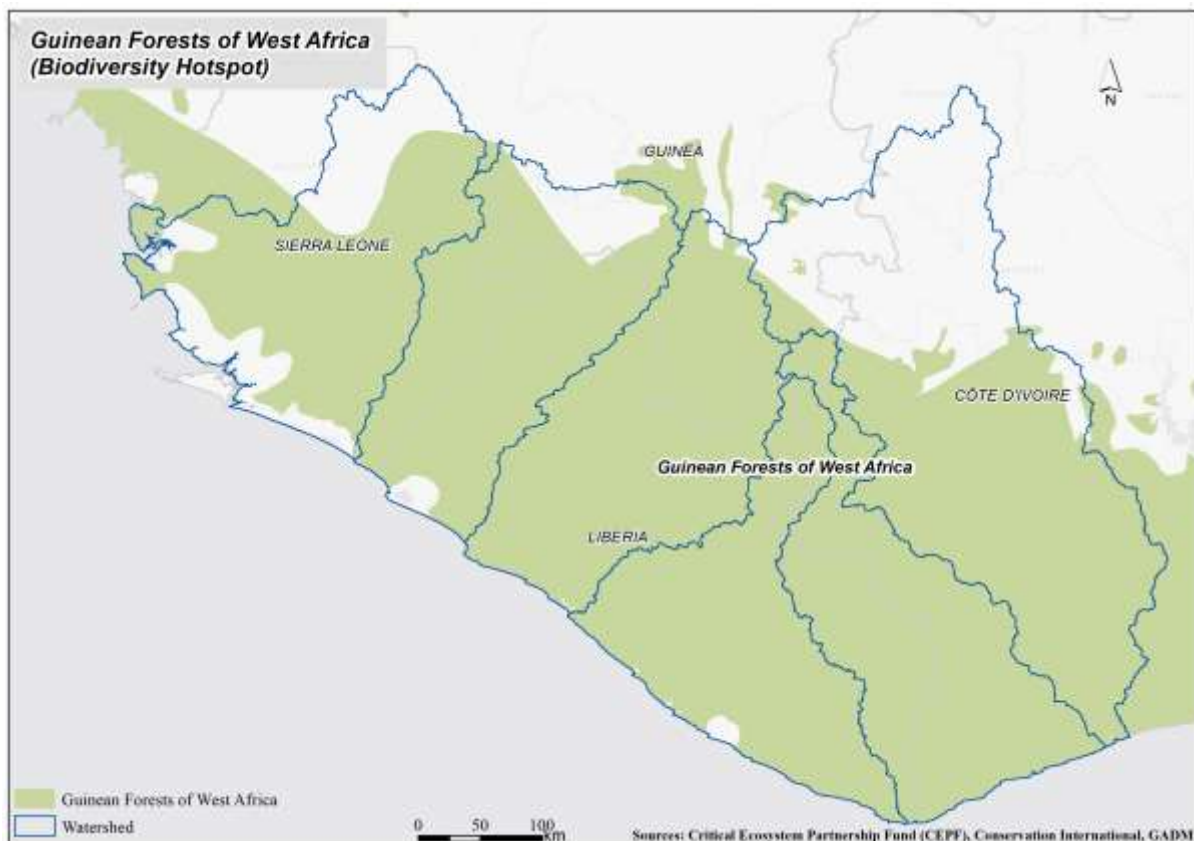 Guinean Forests of West Africa
(Biodiversity Hotspot)
N
GUINEA
SIERRA LEONE
CÔTE D'IVOIRE
Guinean Forests of West Africa
LIBERIA
Guinean Forests of West Africa
Watershed
0 50 100
km
Sources: Critical Ecosystem Partnership Fund (CEPF), Conservation International, GADM